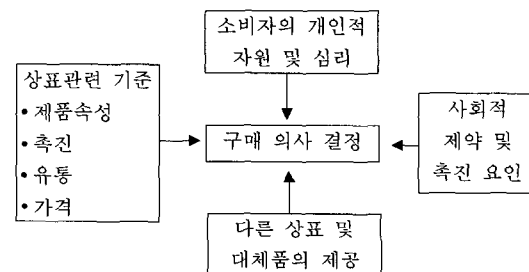 소비자의 개인적
자원 및 심리
상표관련 기준
• 제품속성
• 촉진
• 유통
• 가격
구매 의사 결정
사회적
제약 및
촉진 요인
다른 상표 및
대체품의 제공